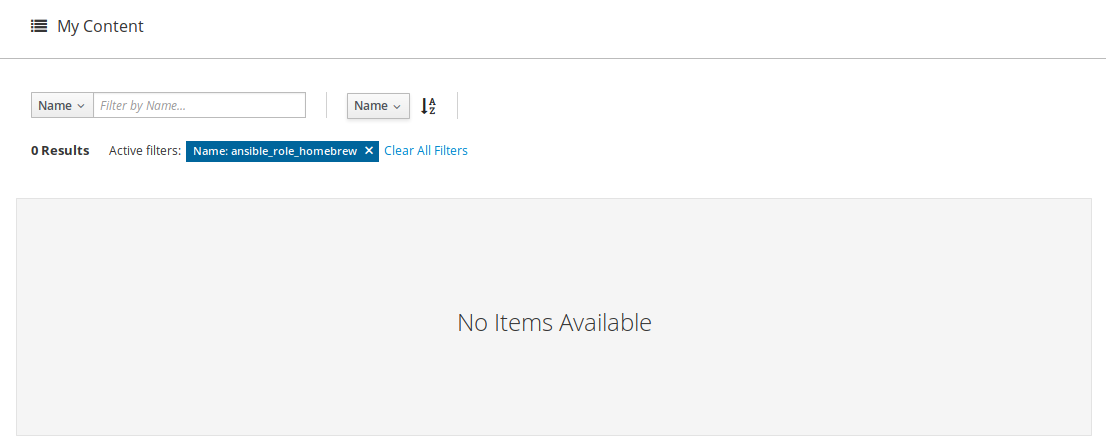 My Content
Name Filter by Name... Name
0 Results Active filters: Name: ansible_role_homebrew × Clear All Filters
No Items Available